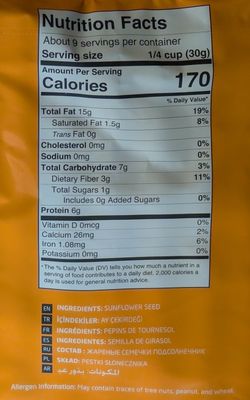 Nutrition Facts
About 9 servings per container
Serving size 1/4 cup (30g)
Amount Per Serving
Calories 170
% Daily Value*
Total Fat 15g 19%
Saturated Fat 1.5g 8%
Trans Fat 0g
Cholesterol 0mg 0%
Sodium 0mg 0%
Total Carbohydrate 7g 3%
Dietary Fiber 3g 11%
Total Sugars 1g
Includes 0g Added Sugars 0%
Protein 6g
Vitamin D 0mcg 0%
Calcium 26mg 2%
Iron 1.08mg 6%
Potassium 0mg 0%
*The % Daily Value (DV) tells you how much a nutrient in a
serving of food contributes to a daily diet. 2,000 calories a
day is used for general nutrition advice.
EN INGREDIENTS: SUNFLOWER SEED
TR İÇİNDEKİLER: AY ÇEKİRDEĞİ
FR INGRÉDIENTS: PEPINS DE TOURNESOL
ES INGREDIENTES: SEMILLA DE GIRASOL
RU СОСТАВ : ЖАРЕНЫЕ СЕМЕЧКИ ПОДСОЛНЕЧНИК
PL SKŁAD: PESTKI SŁONECZNIKA
AR المكونات: بذور عباد
Allergen Information: May contain traces of tree nuts, peanut, and wheat.